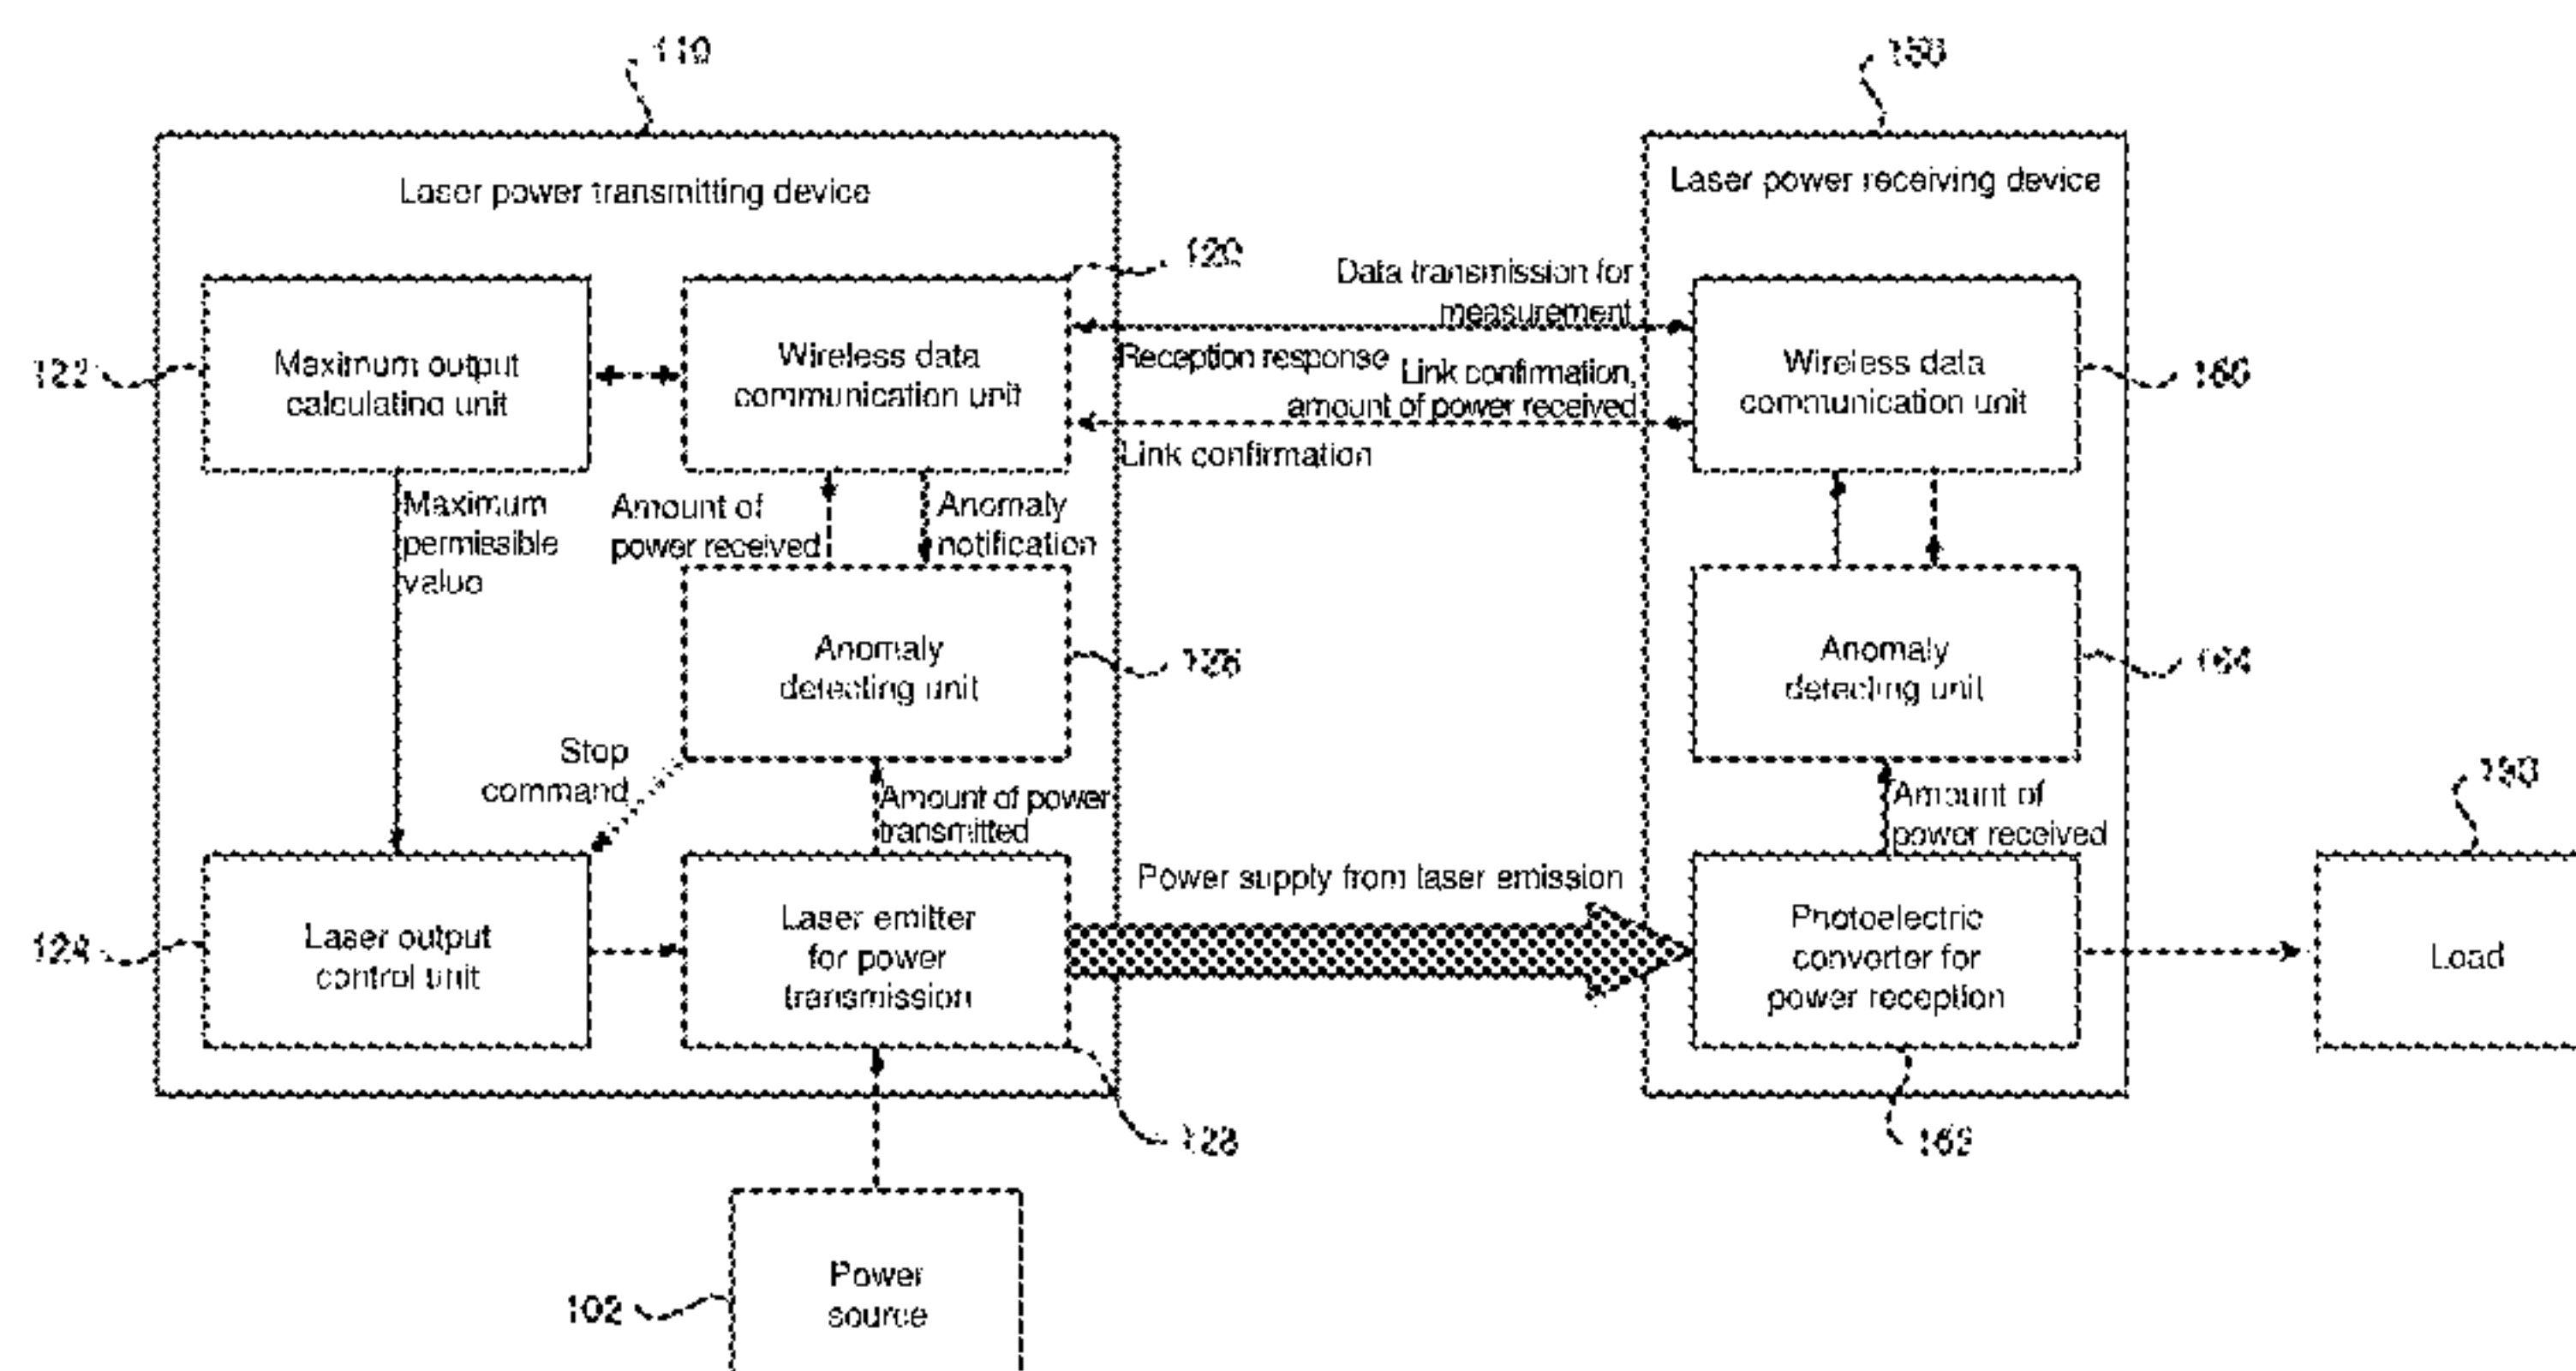 110
Laser power transmitting device
Laser power receiving device
120
Data transmission for
measurement
Reception response
Link confirmation,
amount of power received
Link confirmation
122
Maximum output
calculating unit
Wireless data
communication unit
Wireless data
communication unit
160
Maximum
permissible
value
Amount of
power received
Anomaly
notification
Anomaly
detecting unit
Anomaly
detecting unit
164
Stop
command
Amount of power
transmitted
Amount of
power received
Power supply from laser emission
124
Laser output
control unit
Laser emitter
for power
transmission
Photoelectric
converter for
power reception
Load
128
162
102
Power
source